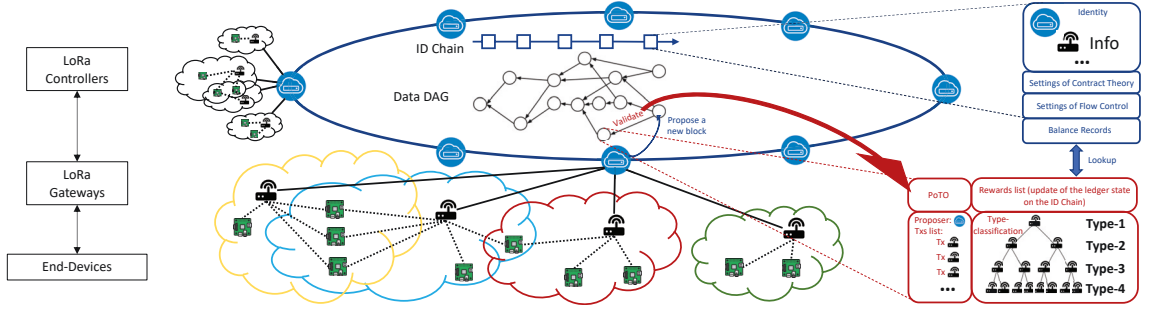 LoRa
Controllers
LoRa
Gateways
End-Devices
ID Chain
Data DAG
Validate
Propose a
new block
Identity
Info
...
Settings of Contract Theory
Settings of Flow Control
Balance Records
Lookup
PoTO
Rewards list (update of the ledger state
on the ID Chain)
Proposer:
Txs list:
Tx
Tx
Tx
...
Type-
classification
Type-1
Type-2
Type-3
Type-4